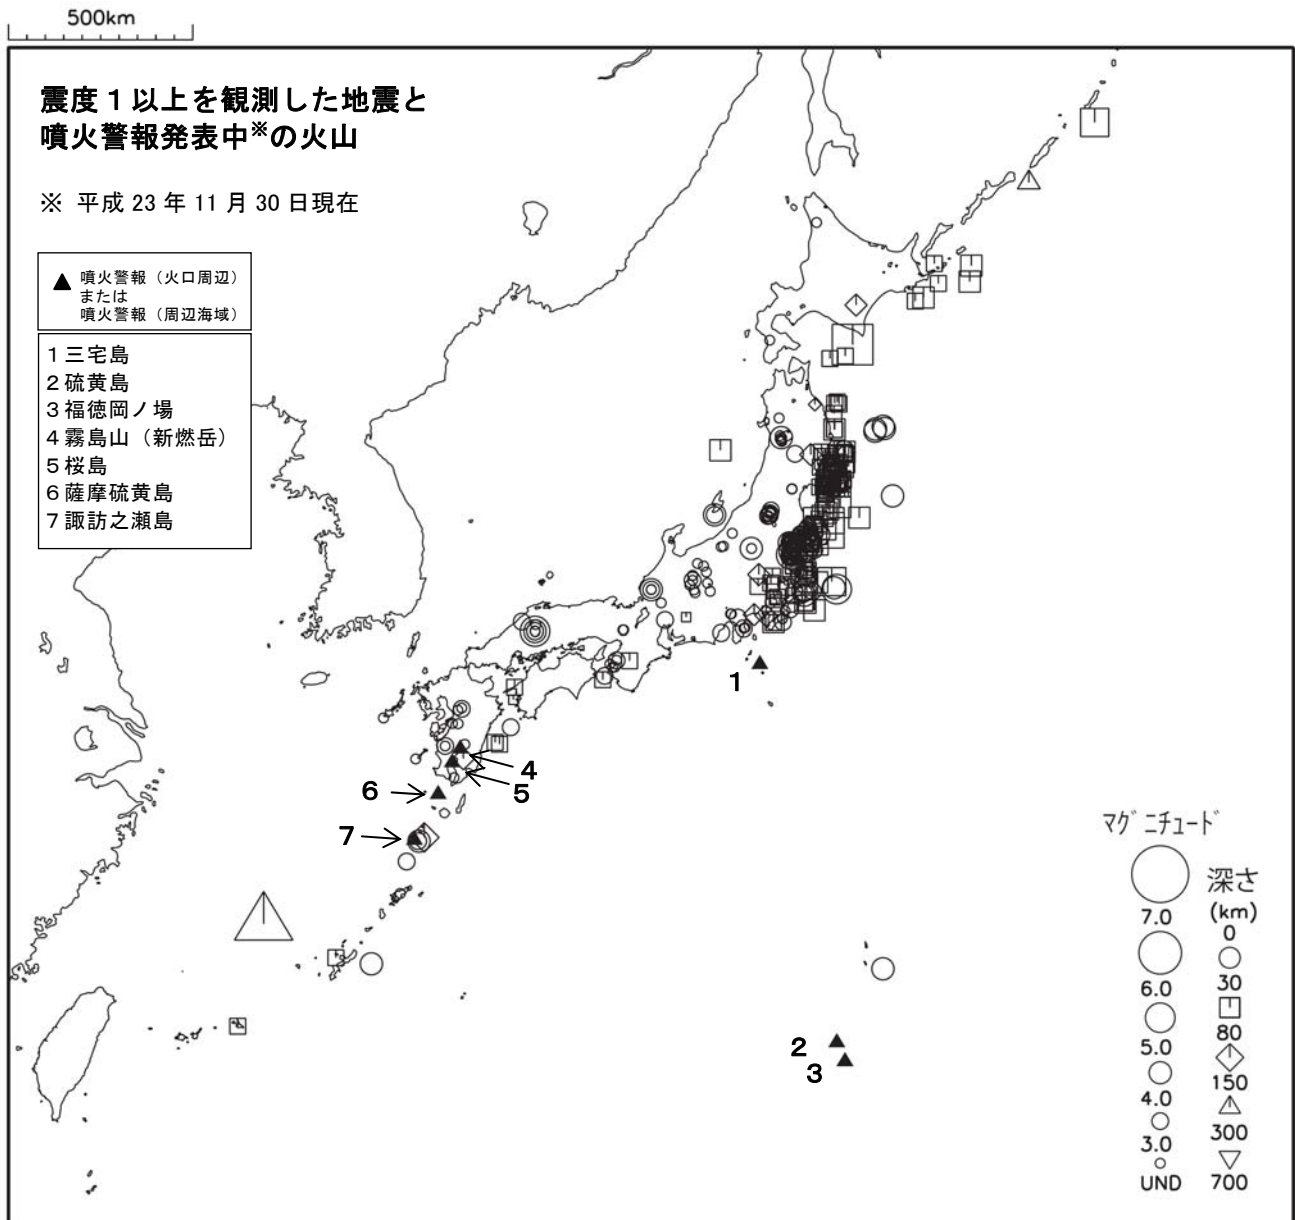 500km
震度１以上を観測した地震と
噴火警報発表中※の火山
※ 平成 23 年 11 月 30 日現在
▲ 噴火警報（火口周辺）
または
噴火警報（周辺海域）
1 三宅島
2 硫黄島
3 福徳岡ノ場
4 霧島山（新燃岳）
5 桜島
6 薩摩硫黄島
7 諏訪之瀬島
1
4
5
6
7
2
3
マグニチュード
7.0
6.0
5.0
4.0
3.0
UND
深さ
(km)
0
30
80
150
300
700